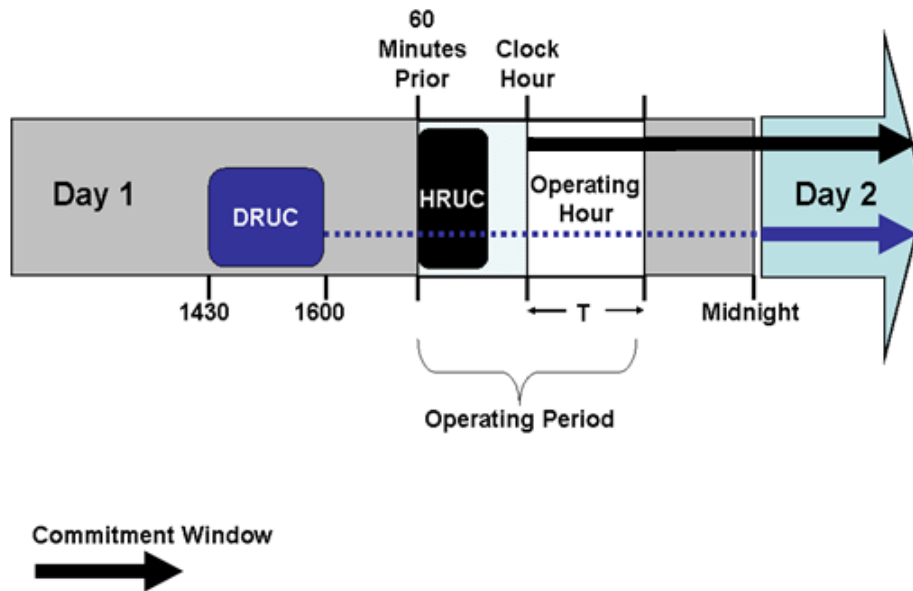 60
Minutes
Prior
Clock
Hour
Day 1
DRUC
HRUC
Operating
Hour
Day 2
1430
1600
T
Midnight
Operating Period
Commitment Window